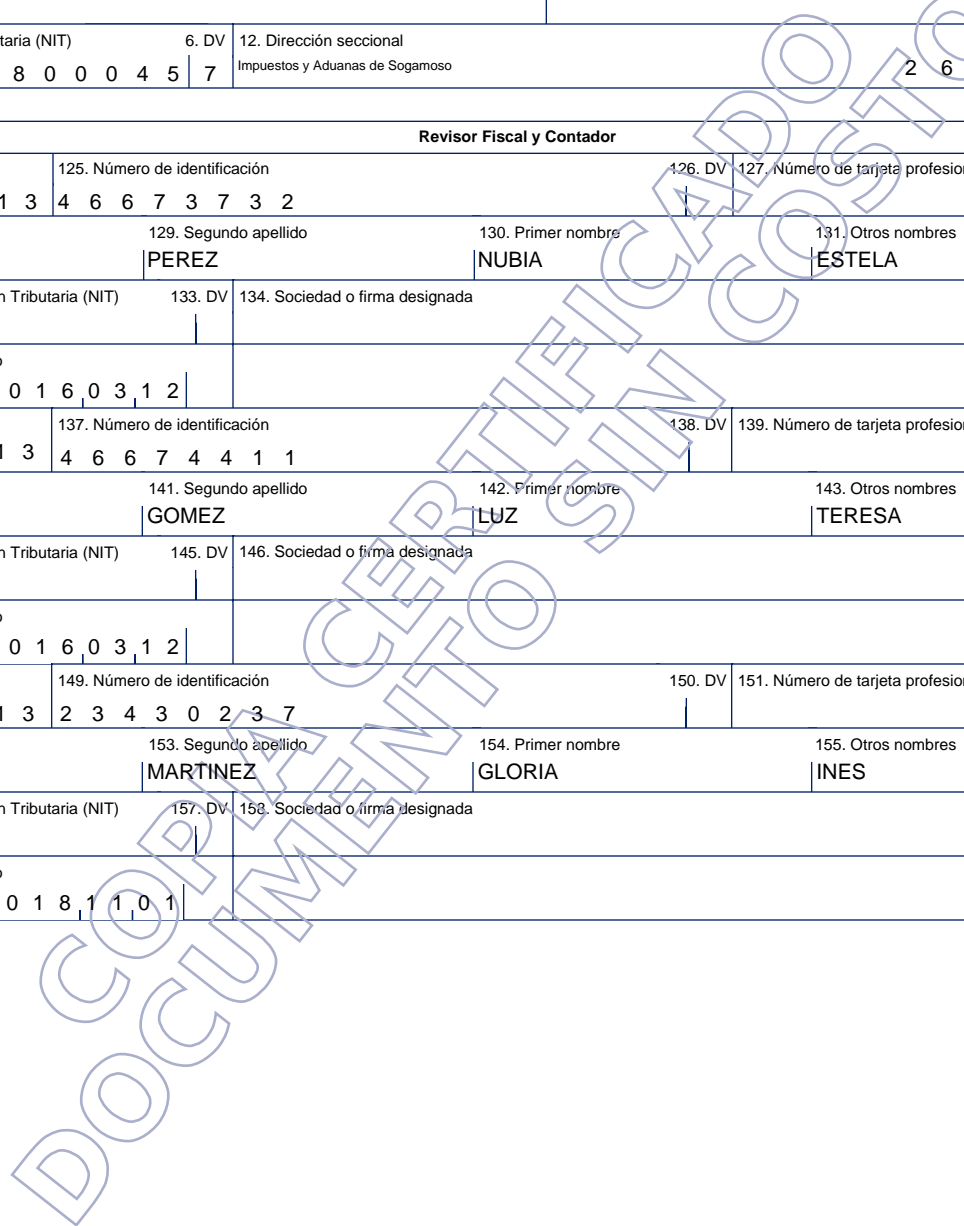 taria (NIT) 6. DV 12. Dirección seccional
8 0 0 0 4 5 7 Impuestos y Aduanas de Sogamoso 2 6
Revisor Fiscal y Contador
125. Número de identificación 126. DV 127. Número de tarjeta profesion
1 3 4 6 6 7 3 7 3 2
129. Segundo apellido 130. Primer nombre 131. Otros nombres
PEREZ NUBIA ESTELA
n Tributaria (NIT) 133. DV 134. Sociedad o firma designada
o
0 1 6 0 3 1 2
137. Número de identificación 138. DV 139. Número de tarjeta profesion
1 3 4 6 6 7 4 4 1 1
141. Segundo apellido 142. Primer nombre 143. Otros nombres
GOMEZ LUZ TERESA
n Tributaria (NIT) 145. DV 146. Sociedad o firma designada
o
0 1 6 0 3 1 2
149. Número de identificación 150. DV 151. Número de tarjeta profesion
1 3 2 3 4 3 0 2 3 7
153. Segundo apellido 154. Primer nombre 155. Otros nombres
MARTINEZ GLORIA INES
n Tributaria (NIT) 157. DV 158. Sociedad o firma designada
o
0 1 8 1 1 0 1
COPIA CERTIFICADO
DOCUMENTO SIN COSTO